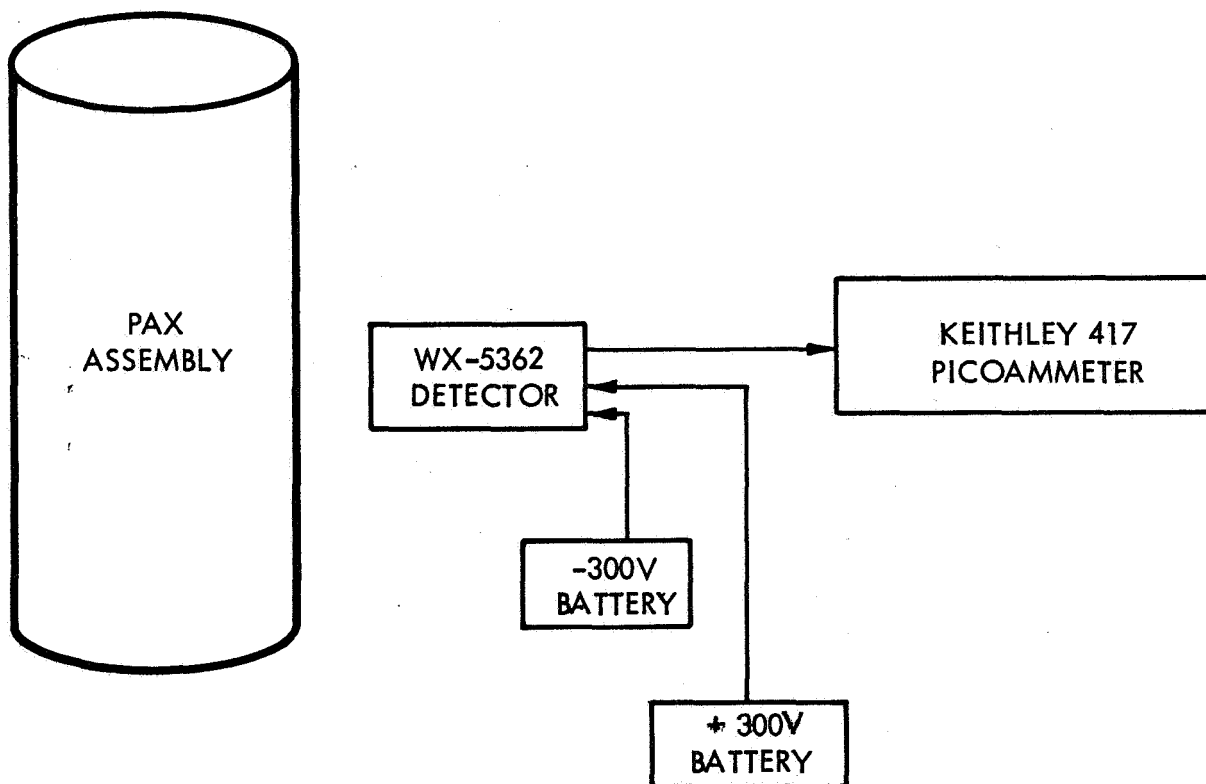 PAX
ASSEMBLY
WX-5362
DETECTOR
KEITHLEY 417
PICOAMMETER
-300V
BATTERY
+ 300V
BATTERY